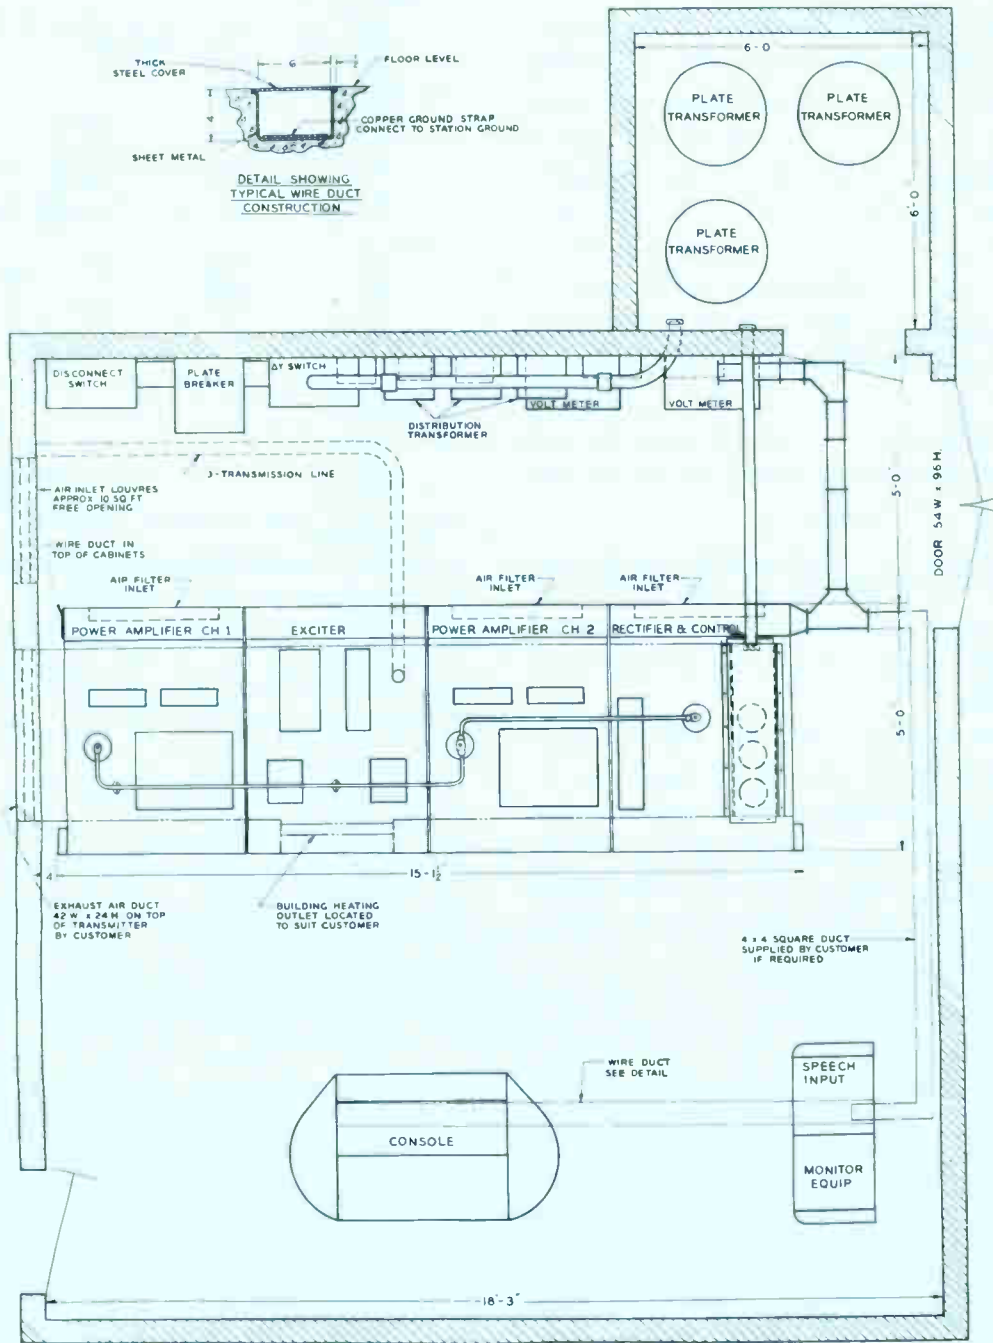 6-0
THICK
STEEL COVER
6
FLOOR LEVEL
4
COPPER GROUND STRAP
CONNECT TO STATION GROUND
SHEET METAL
DETAIL SHOWING
TYPICAL WIRE DUCT
CONSTRUCTION
PLATE
TRANSFORMER
PLATE
TRANSFORMER
PLATE
TRANSFORMER
6'-0
DISCONNECT
SWITCH
PLATE
BREAKER
ΔY SWITCH
VOLT METER
VOLT METER
DISTRIBUTION
TRANSFORMER
TRANSMISSION LINE
AIR INLET LOUVRES
APPROX 10 SQ FT
FREE OPENING
5-0"
DOOR 54 W x 96 H.
WIRE DUCT IN
TOP OF CABINETS
AIR FILTER
INLET
AIR FILTER
INLET
AIR FILTER
INLET
POWER AMPLIFIER CH 1
EXCITER
POWER AMPLIFIER CH 2
RECTIFIER & CONTROL
5-0
4
15-1½
EXHAUST AIR DUCT
42 W x 24 H ON TOP
OF TRANSMITTER
BY CUSTOMER
BUILDING HEATING
OUTLET LOCATED
TO SUIT CUSTOMER
4 x 4 SQUARE DUCT
SUPPLIED BY CUSTOMER
IF REQUIRED
WIRE DUCT
SEE DETAIL
SPEECH
INPUT
CONSOLE
MONITOR
EQUIP
18'-3"